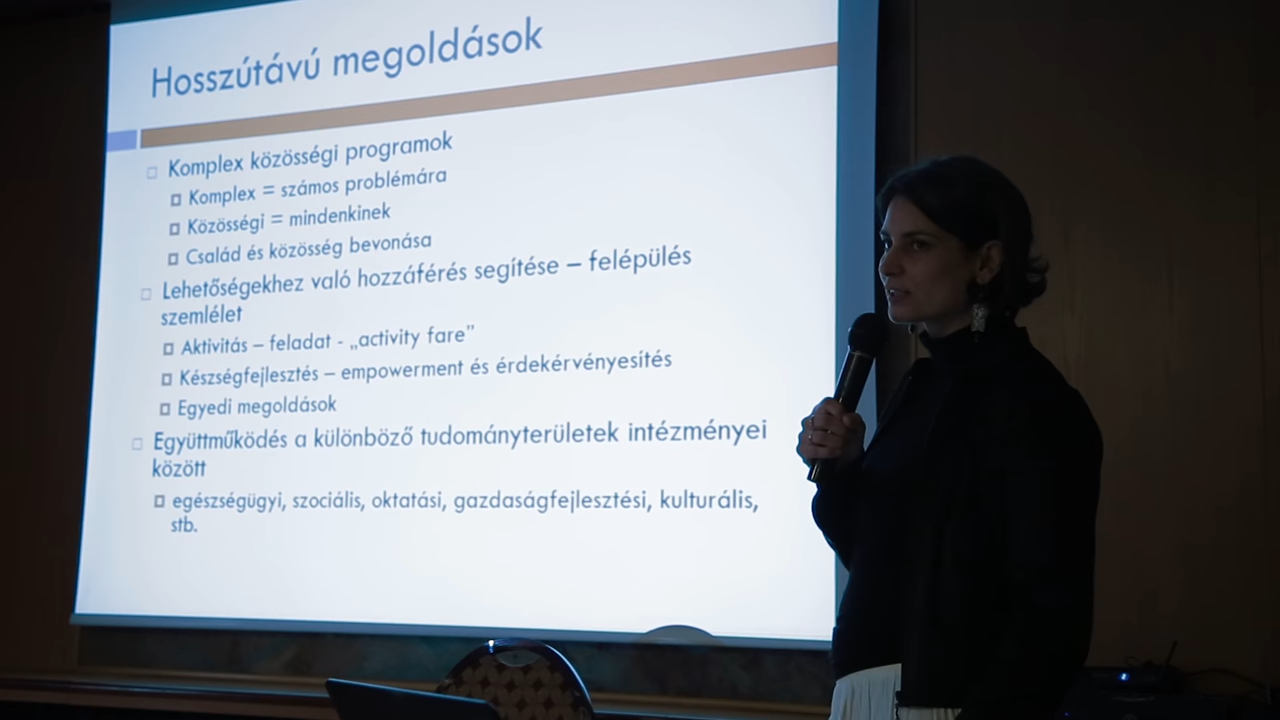 Hosszútávú megoldások
Komplex közösségi programok
Komplex = számos problémára
Közösségi = mindenkinek
Család és közösség bevonása
Lehetőségekhez való hozzáférés segítése – felépülés
szemlélet
Aktivitás – feladat - „activity fare”
Készségfejlesztés – empowerment és érdekérvényesítés
Egyedi megoldások
Együttműködés a különböző tudományterületek intézményei
között
egészségügyi, szociális, oktatási, gazdaságfejlesztési, kulturális,
stb.